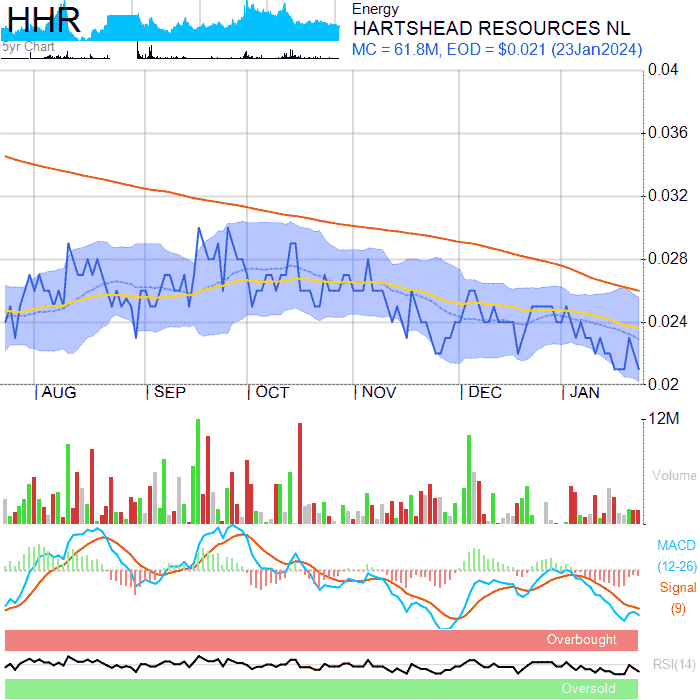 HHR
5yr Chart
Energy
HARTSHEAD RESOURCES NL
MC = 61.8M, EOD = $0.021 (23Jan2024)
0.04
0.036
0.032
0.028
0.024
0.02
AUG SEP OCT NOV DEC JAN
12M
Volume
MACD
(12-26)
Signal
(9)
Overbought
RSI(14)
Oversold